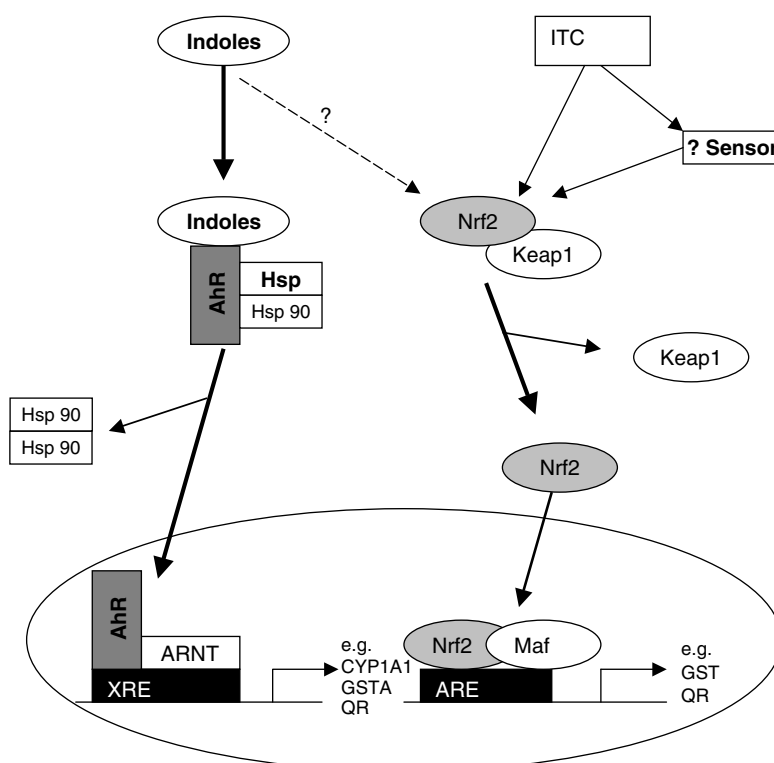 Indoles
ITC
?
? Sensor
Indoles
Nrf2
Keap1
AhR
Hsp
Hsp 90
Keap1
Hsp 90
Hsp 90
Nrf2
AhR
ARNT
XRE
e.g.
CYP1A1
GSTA
QR
Nrf2
Maf
ARE
e.g.
GST
QR